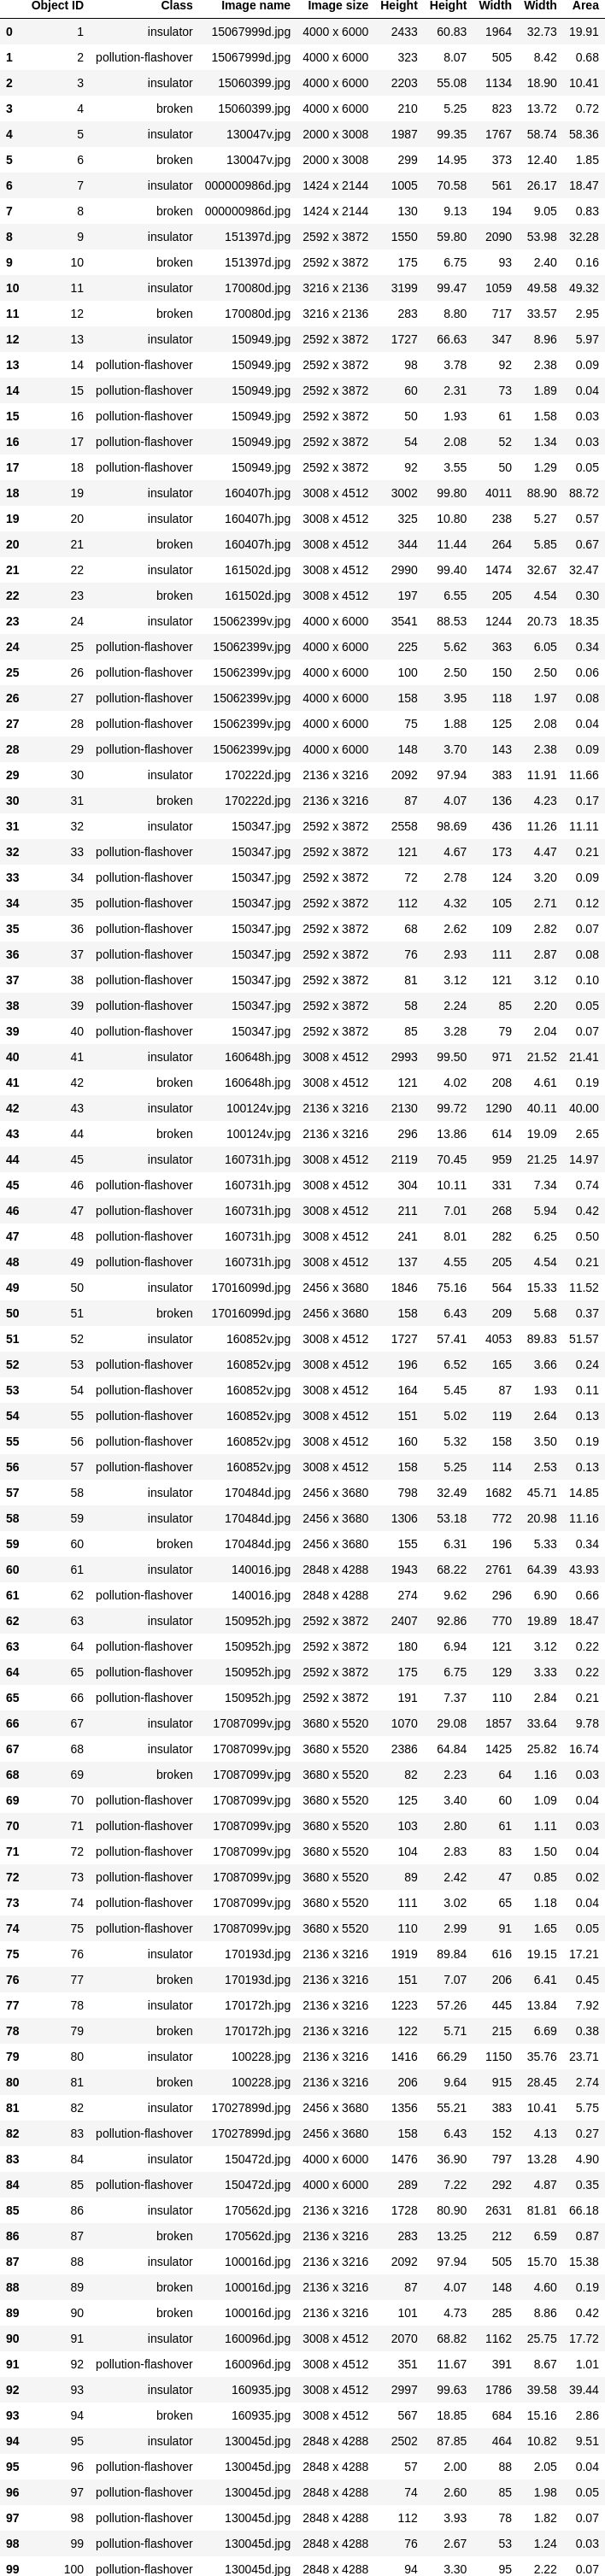 Object ID Class Image name Image size Height Height Width Width Area
0 1 insulator 15067999d.jpg 4000 x 6000 2433 60.83 1964 32.73 19.91
1 2 pollution-flashover 15067999d.jpg 4000 x 6000 323 8.07 505 8.42 0.68
2 3 insulator 15060399.jpg 4000 x 6000 2203 55.08 1134 18.90 10.41
3 4 broken 15060399.jpg 4000 x 6000 210 5.25 823 13.72 0.72
4 5 insulator 130047v.jpg 2000 x 3008 1987 99.35 1767 58.74 58.36
5 6 broken 130047v.jpg 2000 x 3008 299 14.95 373 12.40 1.85
6 7 insulator 000000986d.jpg 1424 x 2144 1005 70.58 561 26.17 18.47
7 8 broken 000000986d.jpg 1424 x 2144 130 9.13 194 9.05 0.83
8 9 insulator 151397d.jpg 2592 x 3872 1550 59.80 2090 53.98 32.28
9 10 broken 151397d.jpg 2592 x 3872 175 6.75 93 2.40 0.16
10 11 insulator 170080d.jpg 3216 x 2136 3199 99.47 1059 49.58 49.32
11 12 broken 170080d.jpg 3216 x 2136 283 8.80 717 33.57 2.95
12 13 insulator 150949.jpg 2592 x 3872 1727 66.63 347 8.96 5.97
13 14 pollution-flashover 150949.jpg 2592 x 3872 98 3.78 92 2.38 0.09
14 15 pollution-flashover 150949.jpg 2592 x 3872 60 2.31 73 1.89 0.04
15 16 pollution-flashover 150949.jpg 2592 x 3872 50 1.93 61 1.58 0.03
16 17 pollution-flashover 150949.jpg 2592 x 3872 54 2.08 52 1.34 0.03
17 18 pollution-flashover 150949.jpg 2592 x 3872 92 3.55 50 1.29 0.05
18 19 insulator 160407h.jpg 3008 x 4512 3002 99.80 4011 88.90 88.72
19 20 insulator 160407h.jpg 3008 x 4512 325 10.80 238 5.27 0.57
20 21 broken 160407h.jpg 3008 x 4512 344 11.44 264 5.85 0.67
21 22 insulator 161502d.jpg 3008 x 4512 2990 99.40 1474 32.67 32.47
22 23 broken 161502d.jpg 3008 x 4512 197 6.55 205 4.54 0.30
23 24 insulator 15062399v.jpg 4000 x 6000 3541 88.53 1244 20.73 18.35
24 25 pollution-flashover 15062399v.jpg 4000 x 6000 225 5.62 363 6.05 0.34
25 26 pollution-flashover 15062399v.jpg 4000 x 6000 100 2.50 150 2.50 0.06
26 27 pollution-flashover 15062399v.jpg 4000 x 6000 158 3.95 118 1.97 0.08
27 28 pollution-flashover 15062399v.jpg 4000 x 6000 75 1.88 125 2.08 0.04
28 29 pollution-flashover 15062399v.jpg 4000 x 6000 148 3.70 143 2.38 0.09
29 30 insulator 170222d.jpg 2136 x 3216 2092 97.94 383 11.91 11.66
30 31 broken 170222d.jpg 2136 x 3216 87 4.07 136 4.23 0.17
31 32 insulator 150347.jpg 2592 x 3872 2558 98.69 436 11.26 11.11
32 33 pollution-flashover 150347.jpg 2592 x 3872 121 4.67 173 4.47 0.21
33 34 pollution-flashover 150347.jpg 2592 x 3872 72 2.78 124 3.20 0.09
34 35 pollution-flashover 150347.jpg 2592 x 3872 112 4.32 105 2.71 0.12
35 36 pollution-flashover 150347.jpg 2592 x 3872 68 2.62 109 2.82 0.07
36 37 pollution-flashover 150347.jpg 2592 x 3872 76 2.93 111 2.87 0.08
37 38 pollution-flashover 150347.jpg 2592 x 3872 81 3.12 121 3.12 0.10
38 39 pollution-flashover 150347.jpg 2592 x 3872 58 2.24 85 2.20 0.05
39 40 pollution-flashover 150347.jpg 2592 x 3872 85 3.28 79 2.04 0.07
40 41 insulator 160648h.jpg 3008 x 4512 2993 99.50 971 21.52 21.41
41 42 broken 160648h.jpg 3008 x 4512 121 4.02 208 4.61 0.19
42 43 insulator 100124v.jpg 2136 x 3216 2130 99.72 1290 40.11 40.00
43 44 broken 100124v.jpg 2136 x 3216 296 13.86 614 19.09 2.65
44 45 insulator 160731h.jpg 3008 x 4512 2119 70.45 959 21.25 14.97
45 46 pollution-flashover 160731h.jpg 3008 x 4512 304 10.11 331 7.34 0.74
46 47 pollution-flashover 160731h.jpg 3008 x 4512 211 7.01 268 5.94 0.42
47 48 pollution-flashover 160731h.jpg 3008 x 4512 241 8.01 282 6.25 0.50
48 49 pollution-flashover 160731h.jpg 3008 x 4512 137 4.55 205 4.54 0.21
49 50 insulator 17016099d.jpg 2456 x 3680 1846 75.16 564 15.33 11.52
50 51 broken 17016099d.jpg 2456 x 3680 158 6.43 209 5.68 0.37
51 52 insulator 160852v.jpg 3008 x 4512 1727 57.41 4053 89.83 51.57
52 53 pollution-flashover 160852v.jpg 3008 x 4512 196 6.52 165 3.66 0.24
53 54 pollution-flashover 160852v.jpg 3008 x 4512 164 5.45 87 1.93 0.11
54 55 pollution-flashover 160852v.jpg 3008 x 4512 151 5.02 119 2.64 0.13
55 56 pollution-flashover 160852v.jpg 3008 x 4512 160 5.32 158 3.50 0.19
56 57 pollution-flashover 160852v.jpg 3008 x 4512 158 5.25 114 2.53 0.13
57 58 insulator 170484d.jpg 2456 x 3680 798 32.49 1682 45.71 14.85
58 59 insulator 170484d.jpg 2456 x 3680 1306 53.18 772 20.98 11.16
59 60 broken 170484d.jpg 2456 x 3680 155 6.31 196 5.33 0.34
60 61 insulator 140016.jpg 2848 x 4288 1943 68.22 2761 64.39 43.93
61 62 pollution-flashover 140016.jpg 2848 x 4288 274 9.62 296 6.90 0.66
62 63 insulator 150952h.jpg 2592 x 3872 2407 92.86 770 19.89 18.47
63 64 pollution-flashover 150952h.jpg 2592 x 3872 180 6.94 121 3.12 0.22
64 65 pollution-flashover 150952h.jpg 2592 x 3872 175 6.75 129 3.33 0.22
65 66 pollution-flashover 150952h.jpg 2592 x 3872 191 7.37 110 2.84 0.21
66 67 insulator 17087099v.jpg 3680 x 5520 1070 29.08 1857 33.64 9.78
67 68 insulator 17087099v.jpg 3680 x 5520 2386 64.84 1425 25.82 16.74
68 69 broken 17087099v.jpg 3680 x 5520 82 2.23 64 1.16 0.03
69 70 pollution-flashover 17087099v.jpg 3680 x 5520 125 3.40 60 1.09 0.04
70 71 pollution-flashover 17087099v.jpg 3680 x 5520 103 2.80 61 1.11 0.03
71 72 pollution-flashover 17087099v.jpg 3680 x 5520 104 2.83 83 1.50 0.04
72 73 pollution-flashover 17087099v.jpg 3680 x 5520 89 2.42 47 0.85 0.02
73 74 pollution-flashover 17087099v.jpg 3680 x 5520 111 3.02 65 1.18 0.04
74 75 pollution-flashover 17087099v.jpg 3680 x 5520 110 2.99 91 1.65 0.05
75 76 insulator 170193d.jpg 2136 x 3216 1919 89.84 616 19.15 17.21
76 77 broken 170193d.jpg 2136 x 3216 151 7.07 206 6.41 0.45
77 78 insulator 170172h.jpg 2136 x 3216 1223 57.26 445 13.84 7.92
78 79 broken 170172h.jpg 2136 x 3216 122 5.71 215 6.69 0.38
79 80 insulator 100228.jpg 2136 x 3216 1416 66.29 1150 35.76 23.71
80 81 broken 100228.jpg 2136 x 3216 206 9.64 915 28.45 2.74
81 82 insulator 17027899d.jpg 2456 x 3680 1356 55.21 383 10.41 5.75
82 83 pollution-flashover 17027899d.jpg 2456 x 3680 158 6.43 152 4.13 0.27
83 84 insulator 150472d.jpg 4000 x 6000 1476 36.90 797 13.28 4.90
84 85 pollution-flashover 150472d.jpg 4000 x 6000 289 7.22 292 4.87 0.35
85 86 insulator 170562d.jpg 2136 x 3216 1728 80.90 2631 81.81 66.18
86 87 broken 170562d.jpg 2136 x 3216 283 13.25 212 6.59 0.87
87 88 insulator 100016d.jpg 2136 x 3216 2092 97.94 505 15.70 15.38
88 89 broken 100016d.jpg 2136 x 3216 87 4.07 148 4.60 0.19
89 90 broken 100016d.jpg 2136 x 3216 101 4.73 285 8.86 0.42
90 91 insulator 160096d.jpg 3008 x 4512 2070 68.82 1162 25.75 17.72
91 92 pollution-flashover 160096d.jpg 3008 x 4512 351 11.67 391 8.67 1.01
92 93 insulator 160935.jpg 3008 x 4512 2997 99.63 1786 39.58 39.44
93 94 broken 160935.jpg 3008 x 4512 567 18.85 684 15.16 2.86
94 95 insulator 130045d.jpg 2848 x 4288 2502 87.85 464 10.82 9.51
95 96 pollution-flashover 130045d.jpg 2848 x 4288 57 2.00 88 2.05 0.04
96 97 pollution-flashover 130045d.jpg 2848 x 4288 74 2.60 85 1.98 0.05
97 98 pollution-flashover 130045d.jpg 2848 x 4288 112 3.93 78 1.82 0.07
98 99 pollution-flashover 130045d.jpg 2848 x 4288 76 2.67 53 1.24 0.03
99 100 pollution-flashover 130045d.jpg 2848 x 4288 94 3.30 95 2.22 0.07